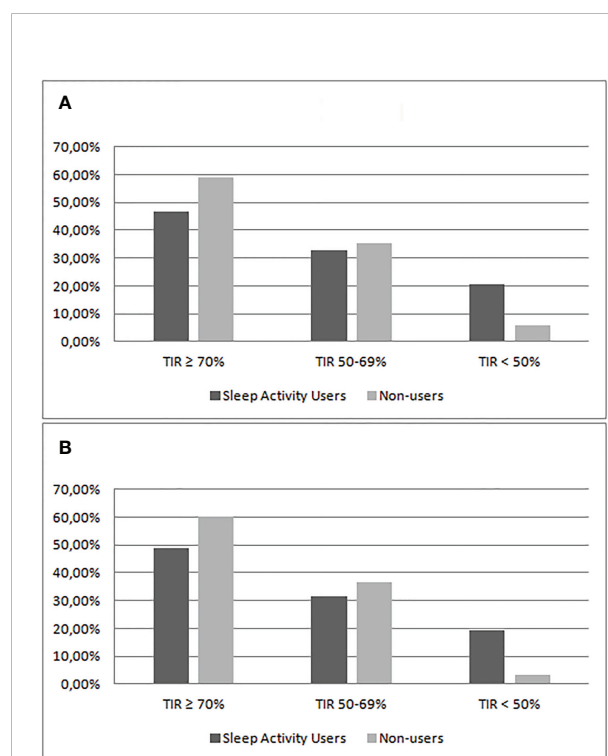 A
70,00%
60,00%
50,00%
40,00%
30,00%
20,00%
10,00%
0,00%
TIR ≥ 70% TIR 50-69% TIR < 50%
Sleep Activity Users Non-users
B
70,00%
60,00%
50,00%
40,00%
30,00%
20,00%
10,00%
0,00%
TIR ≥ 70% TIR 50-69% TIR < 50%
Sleep Activity Users Non-users